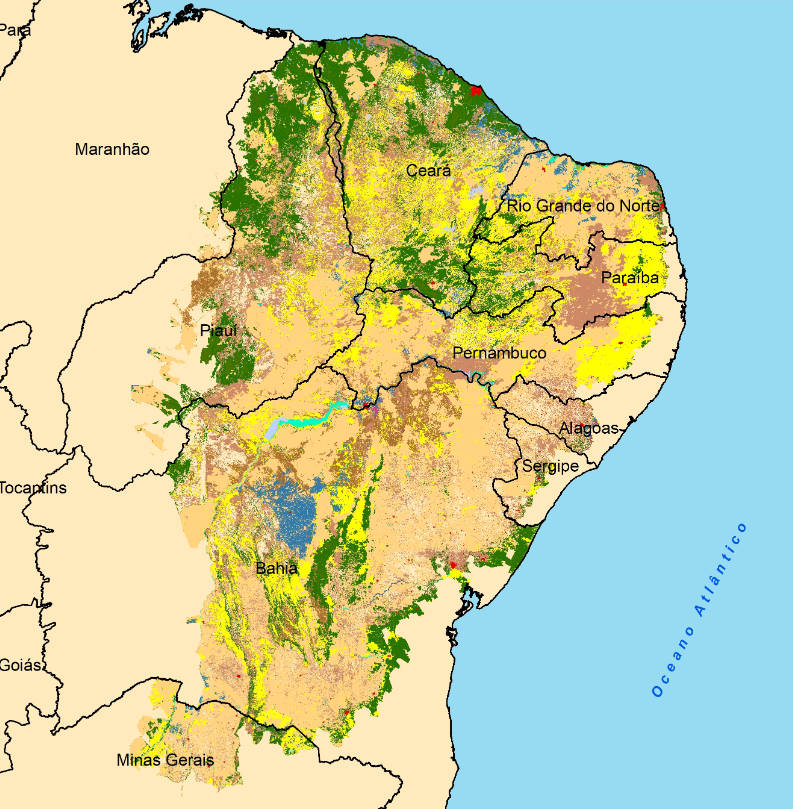 Pará
Maranhão
Ceará
Rio Grande do Norte
Paraíba
Piauí
Pernambuco
Alagoas
Sergipe
Tocantins
Bahia
Oceano Atlântico
Goiás
Minas Gerais